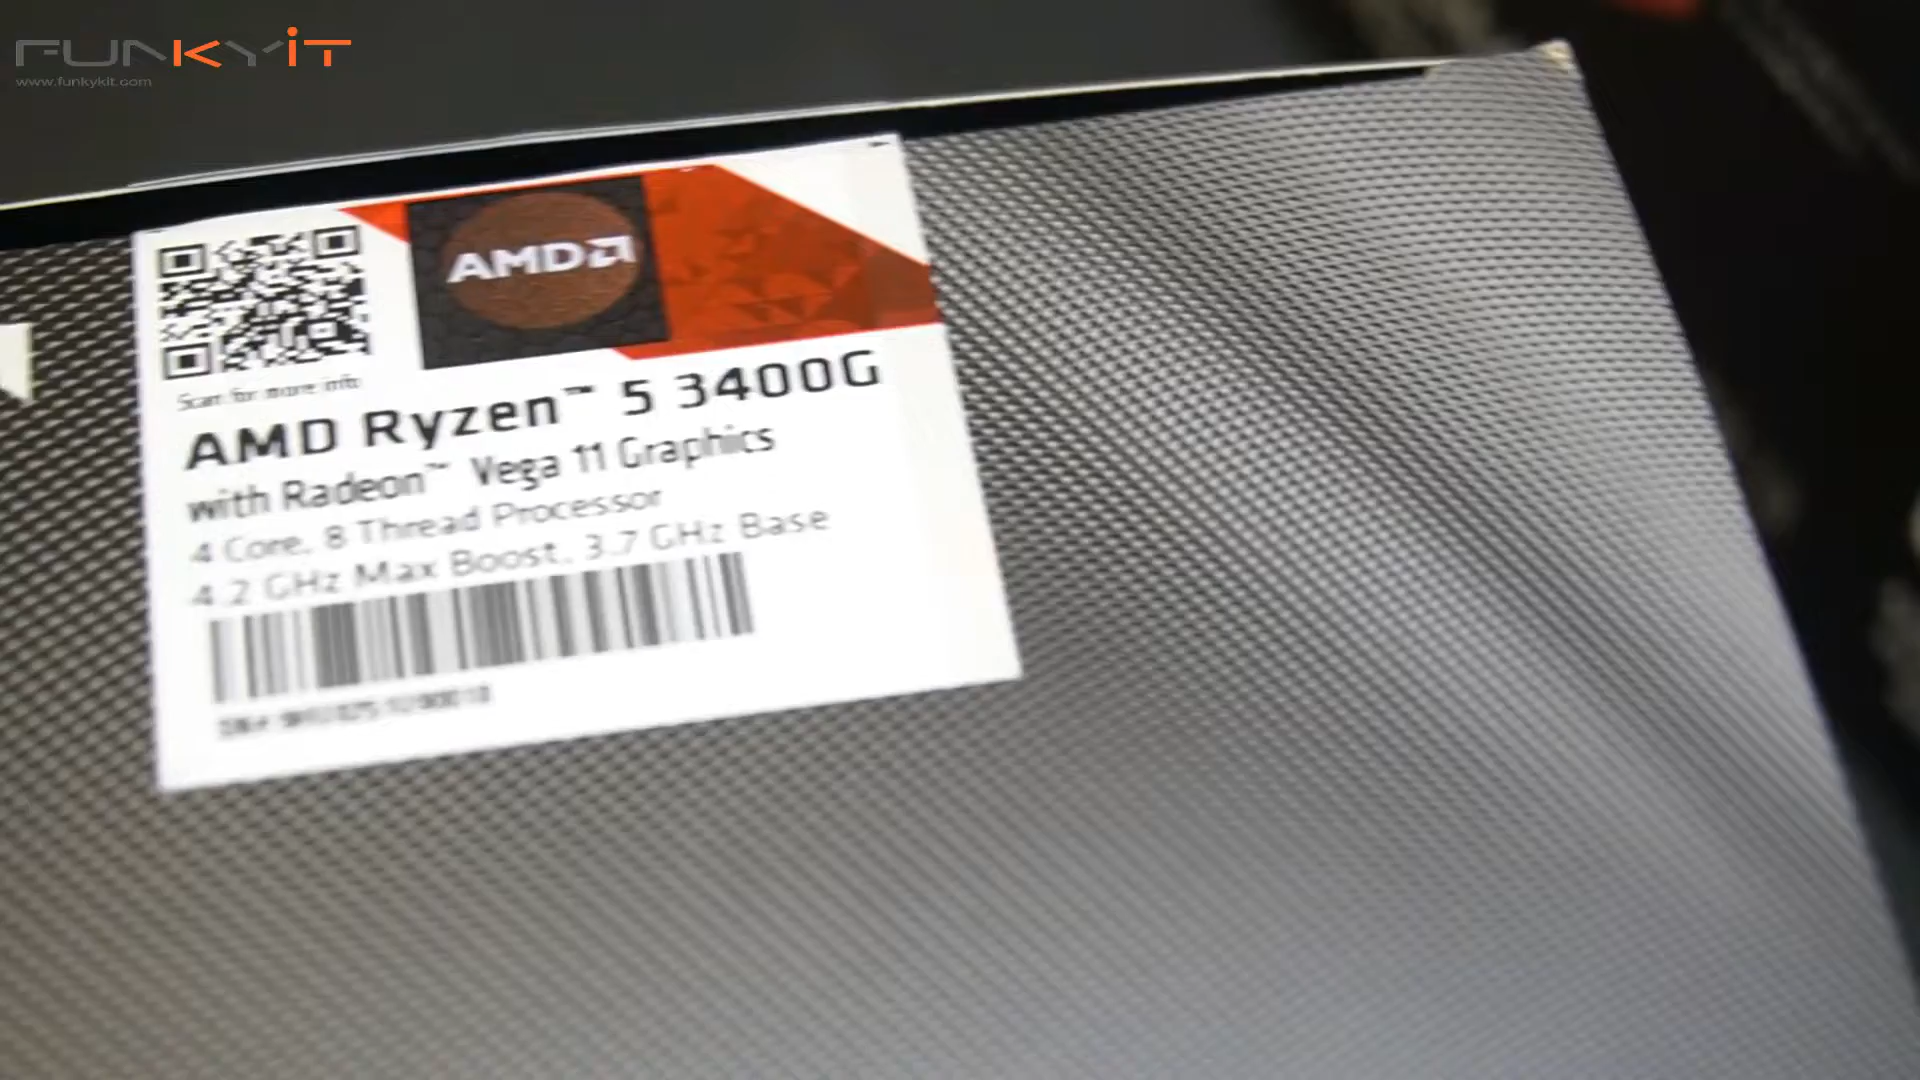 FUNKYKIT
www.funkykit.com
AMD
Scan for more info
AMD Ryzen™ 5 3400G
with Radeon™ Vega 11 Graphics
4 Core, 8 Thread Processor
4.2 GHz Max Boost, 3.7 GHz Base